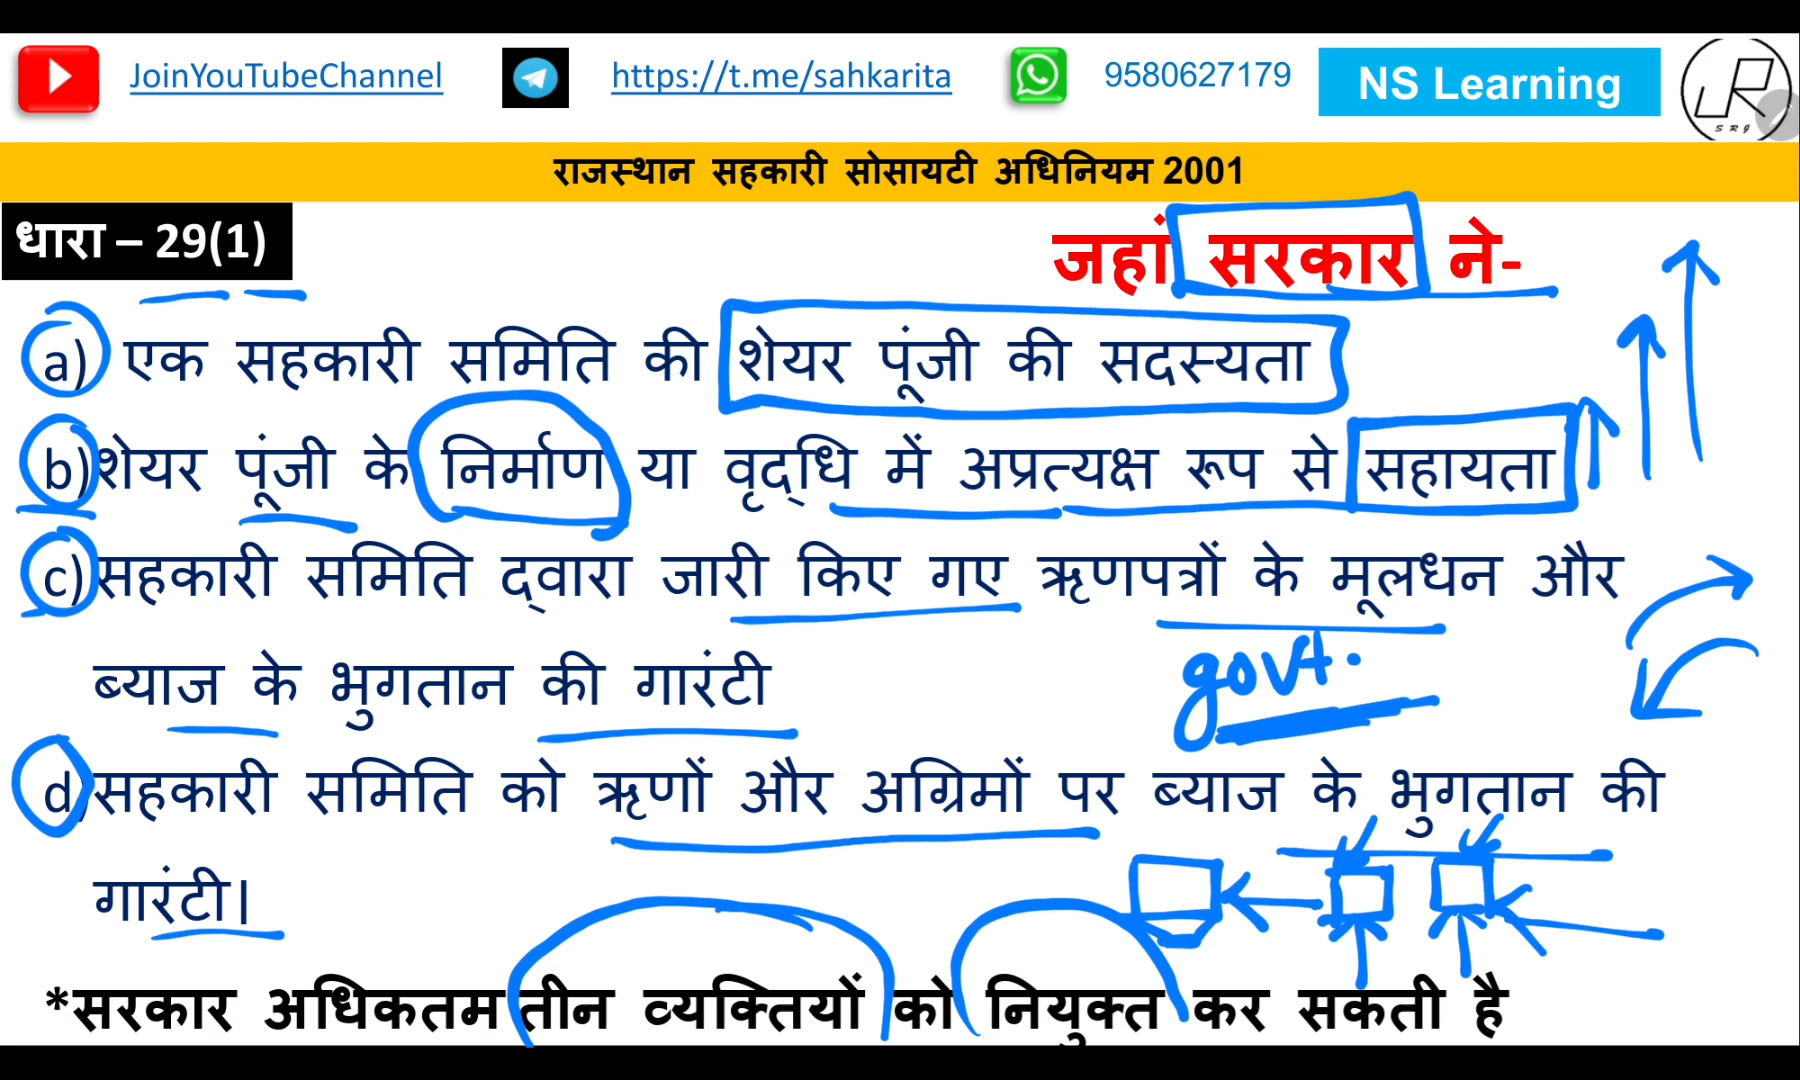 JoinYouTubeChannel https://t.me/sahkarita 9580627179 NS Learning
S R J
राजस्थान सहकारी सोसायटी अधिनियम 2001
धारा – 29(1)
जहां सरकार ने-
a) एक सहकारी समिति की शेयर पूंजी की सदस्यता
b) शेयर पूंजी के निर्माण या वृद्धि में अप्रत्यक्ष रूप से सहायता
c) सहकारी समिति द्वारा जारी किए गए ऋणपत्रों के मूलधन और
ब्याज के भुगतान की गारंटी
govt.
d) सहकारी समिति को ऋणों और अग्रिमों पर ब्याज के भुगतान की
गारंटी।
*सरकार अधिकतम तीन व्यक्तियों को नियुक्त कर सकती है